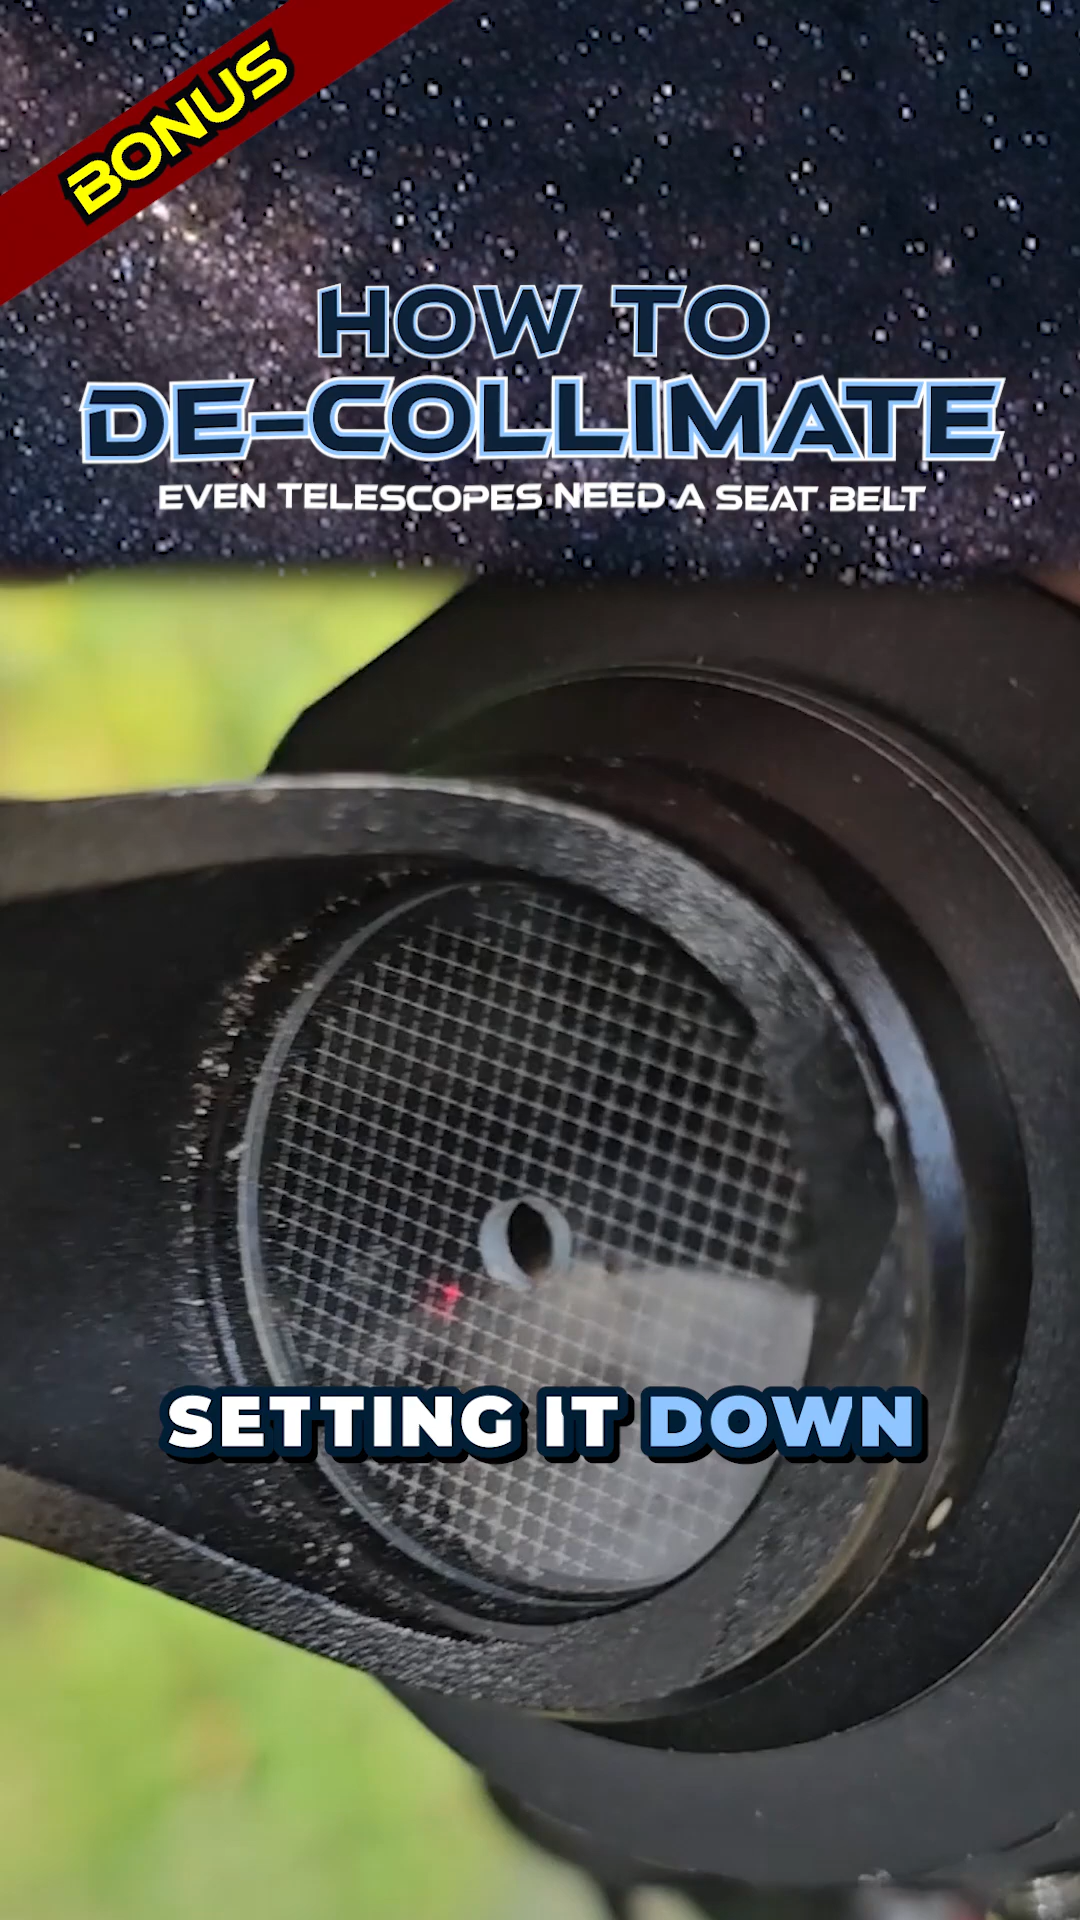 BONUS
HOW TO
DE-COLLIMATE
EVEN TELESCOPES NEED A SEAT BELT
SETTING IT DOWN